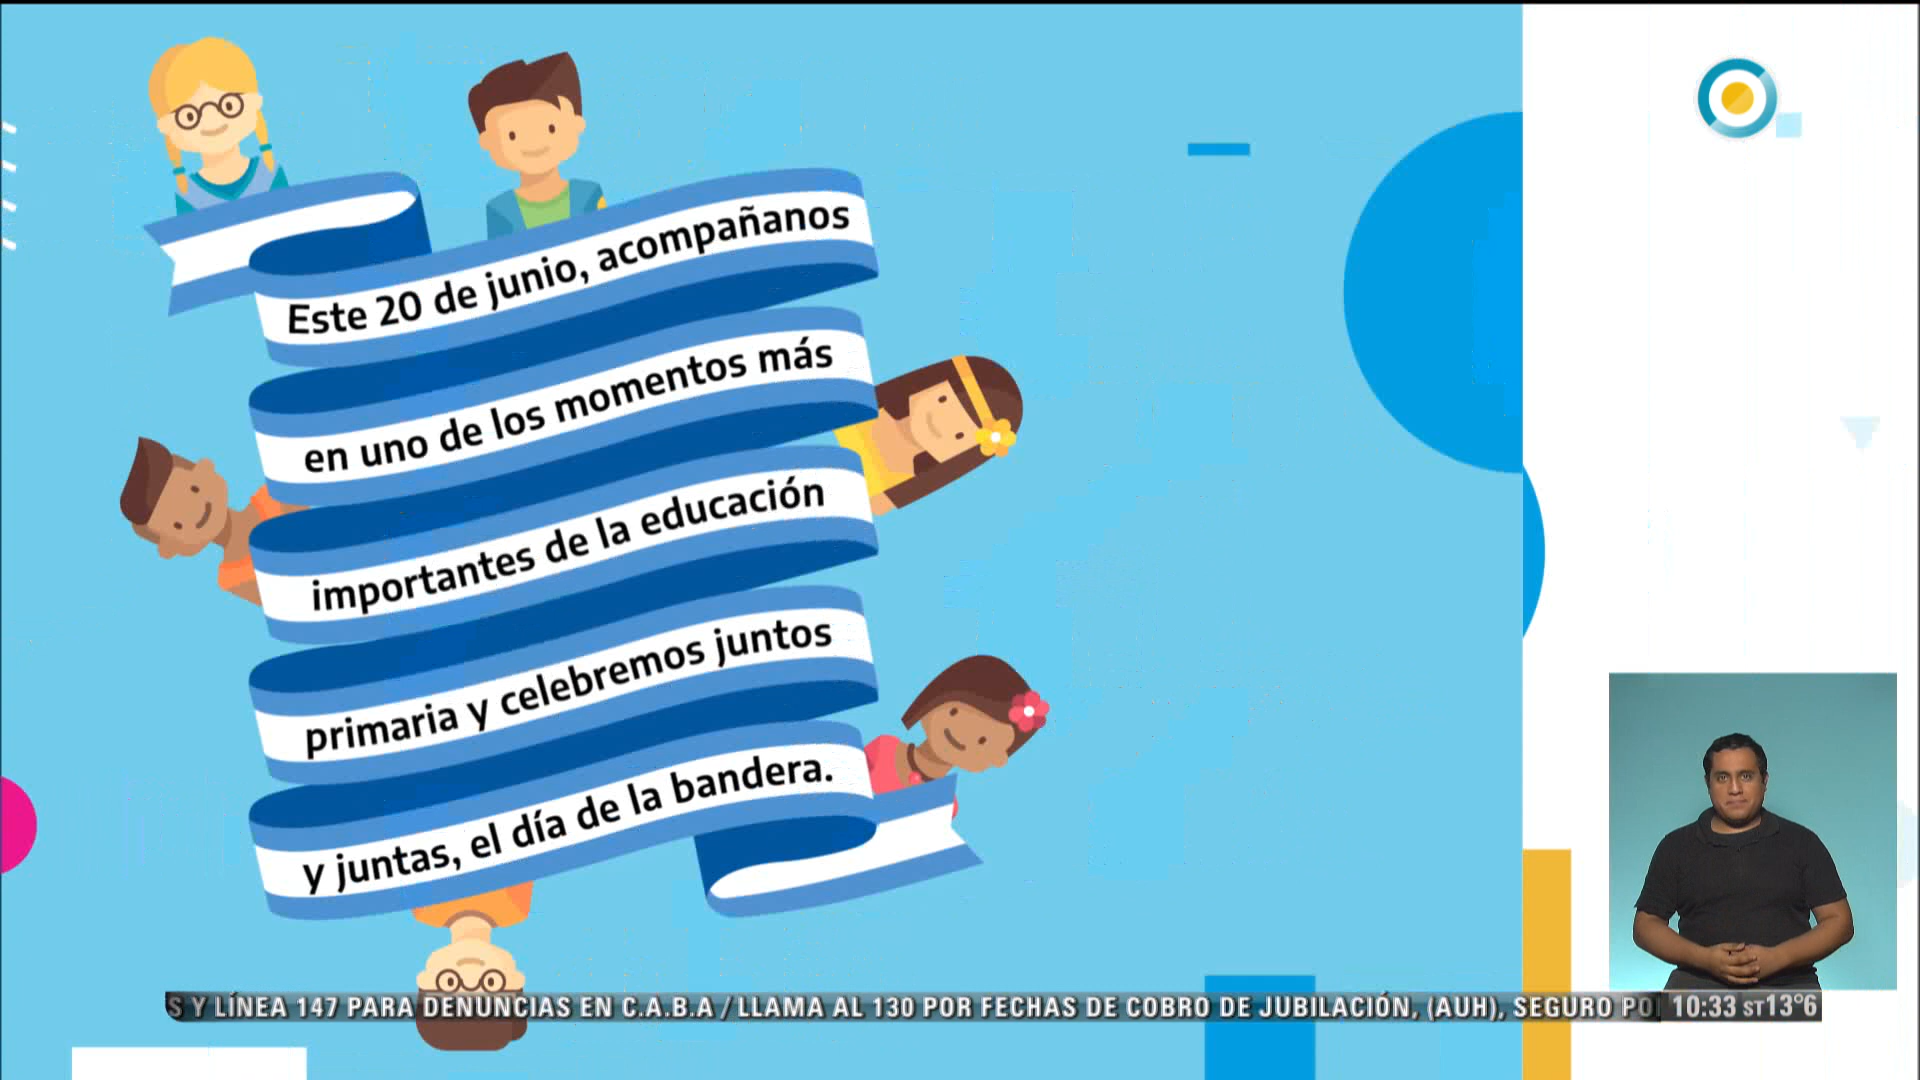 Este 20 de junio, acompañanos
en uno de los momentos más
importantes de la educación
primaria y celebremos juntos
y juntas, el día de la bandera.
S Y LÍNEA 147 PARA DENUNCIAS EN C.A.B.A / LLAMA AL 130 POR FECHAS DE COBRO DE JUBILACIÓN, (AUH), SEGURO PO
10:33 ST 13°6